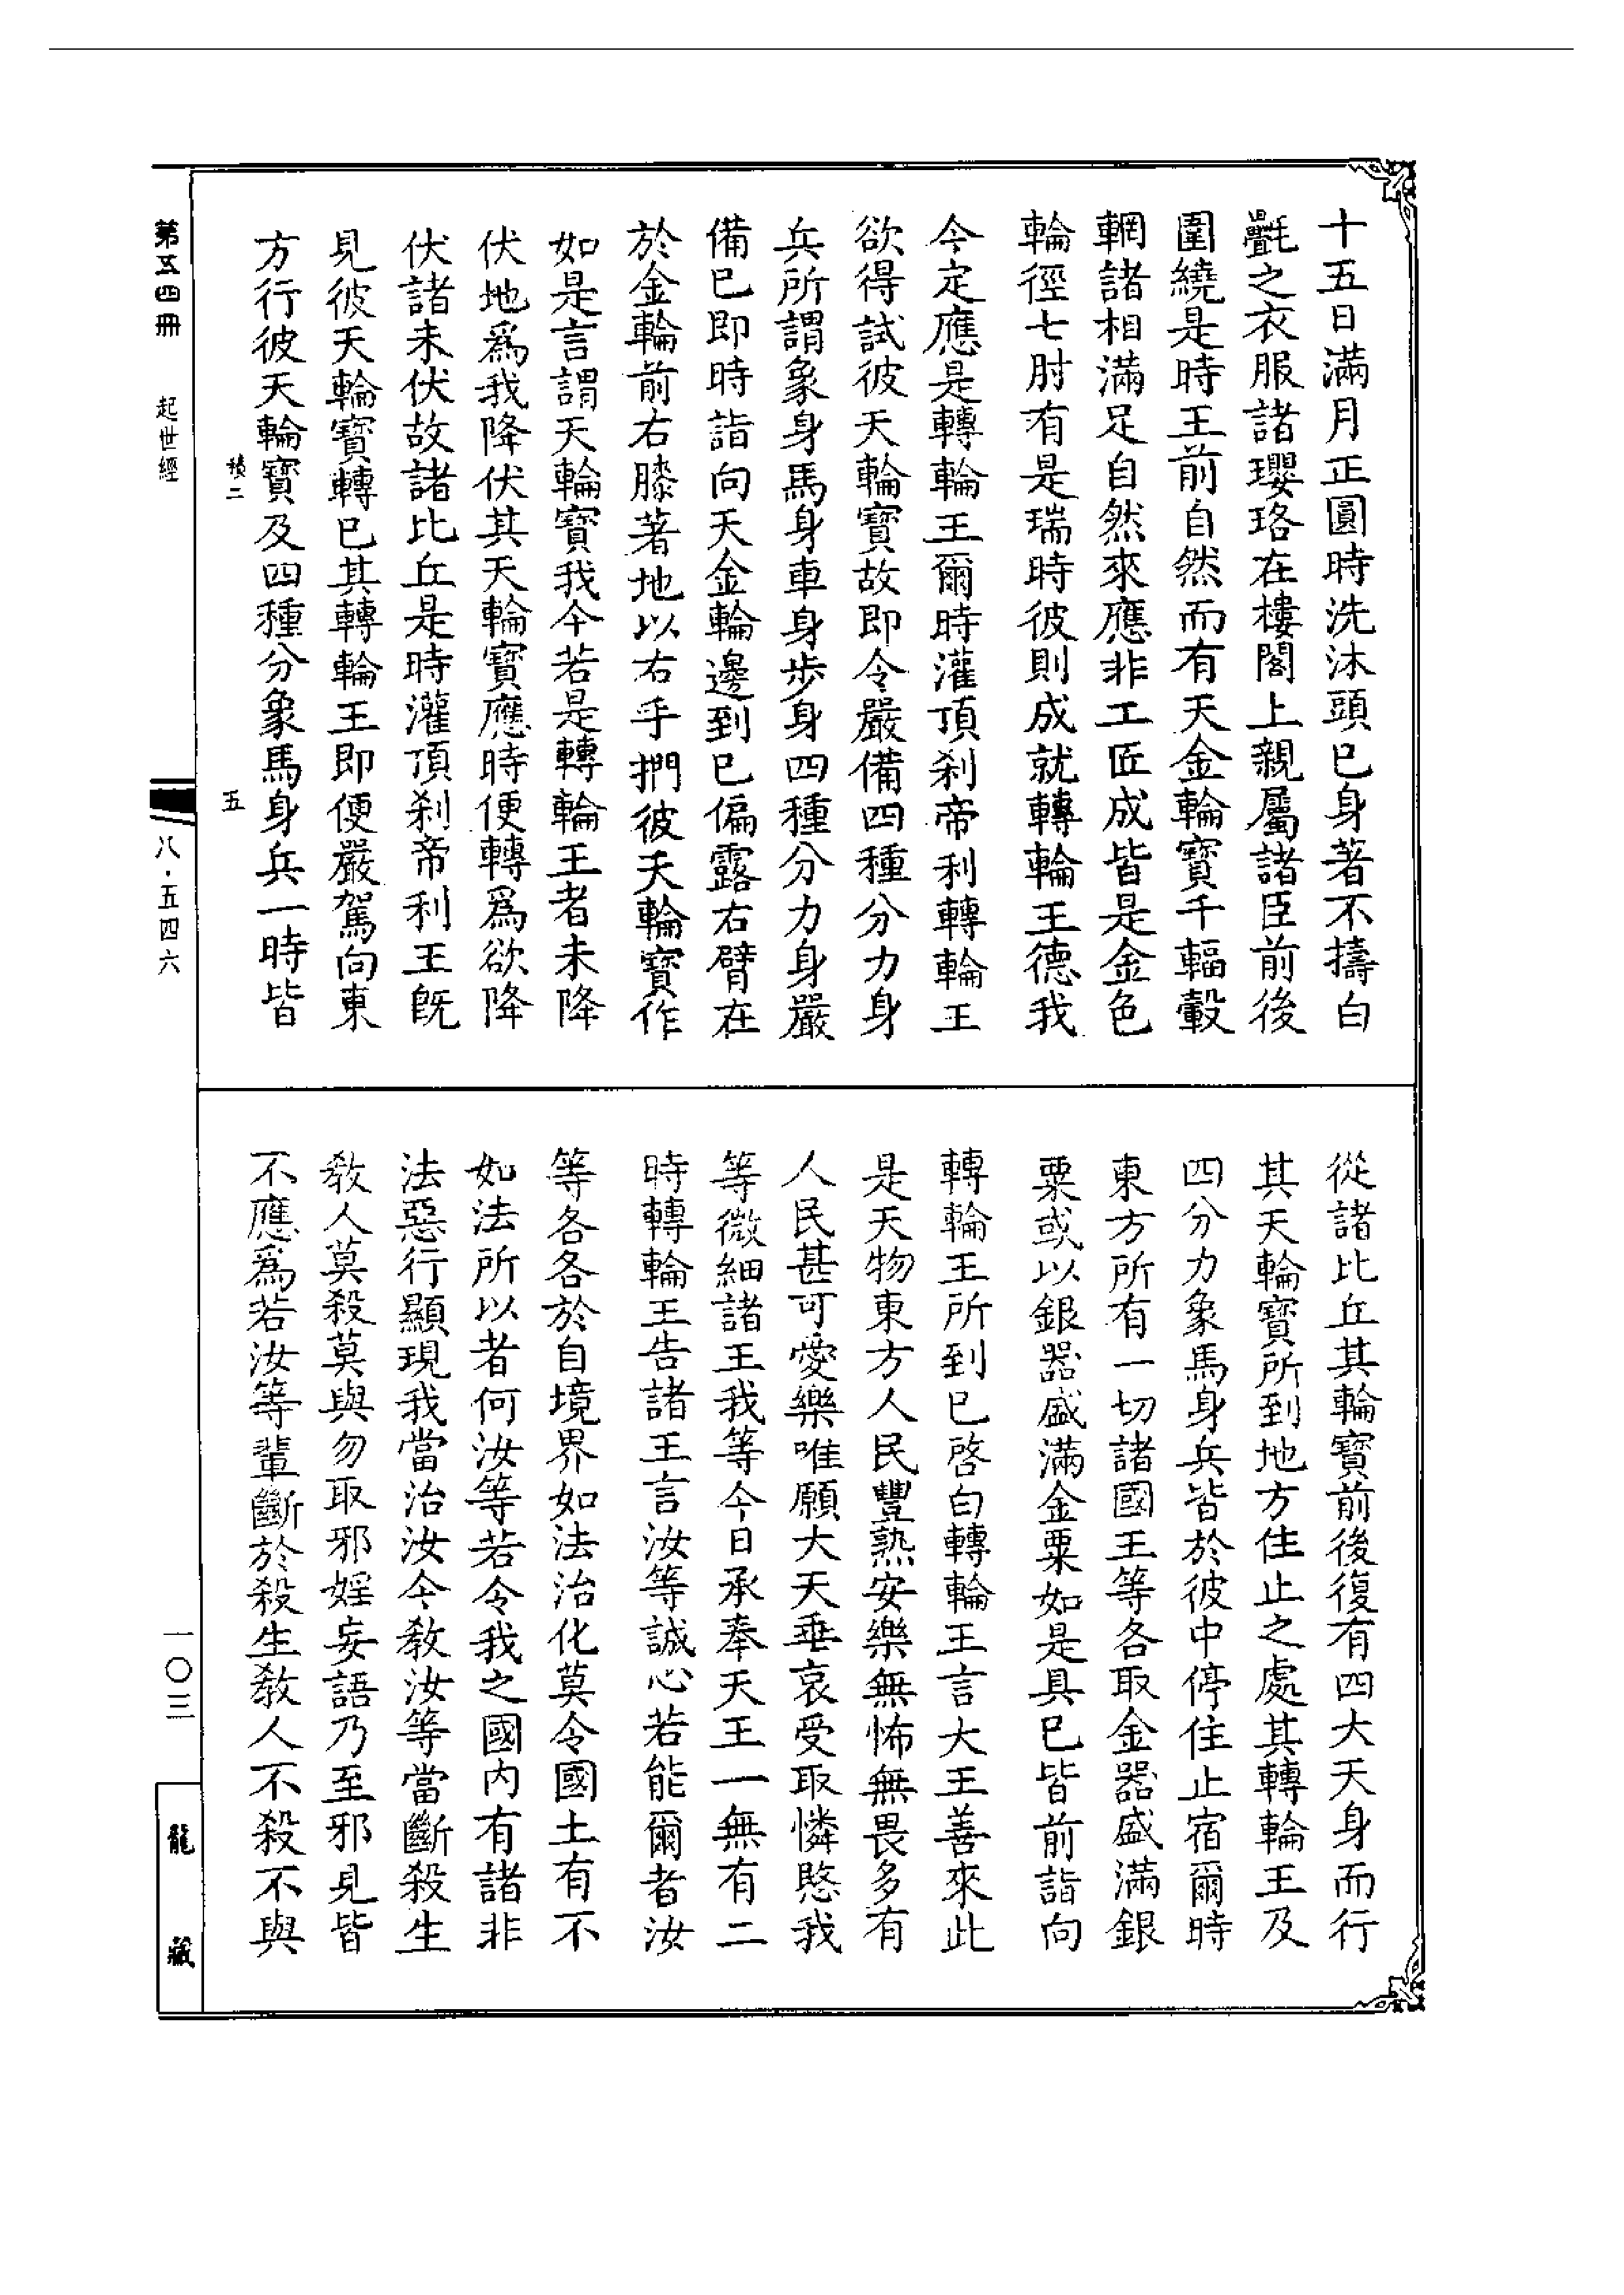 十五日滿月正圓時洗沐頭已身著不擣白
㲲之衣服諸瓔珞在樓閣上親屬諸臣前後
圍繞是時王前自然而有天金輪寶千輻轂
輞諸相滿足自然來應非工匠成皆是金色
輪徑七肘有是瑞時彼則成就轉輪王德我
今定應是轉輪王爾時灌頂刹帝利轉輪王
欲得試彼天輪寶故即令嚴備四種分力身
兵所謂象身馬身車身步身四種分力身嚴
備已即時詣向天金輪邊到已偏露右臂在
於金輪前右膝著地以右手捫彼天輪寶作
如是言謂天輪寶我今若是轉輪王者未降
伏地爲我降伏其天輪寶應時便轉爲欲降
伏諸未伏故諸比丘是時灌頂刹帝利王旣
見彼天輪寶轉已其轉輪王即便嚴駕向東
方行彼天輪寶及四種分象馬身兵一時皆
從諸比丘其輪寶前後復有四大天身而行
其天輪寶所到地方住止之處其轉輪王及
四分力象馬身兵皆於彼中停住止宿爾時
東方所有一切諸國王等各取金器盛滿銀
粟或以銀器盛滿金粟如是具已皆前詣向
轉輪王所到已啓白轉輪王言大王善來此
是天物東方人民豐熟安樂無怖無畏多有
人民甚可愛樂唯願大天垂哀受取憐愍我
等微細諸王我等今日承奉天王一無有二
時轉輪王告諸王言汝等誠心若能爾者汝
等各各於自境界如法治化莫令國土有不
如法所以者何汝等若令我之國內有諸非
法惡行顯現我當治汝今敎汝等當斷殺生
敎人莫殺莫與勿取邪婬妄語乃至邪見皆
不應爲若汝等輩斷於殺生敎人不殺不與
積二
五
第五四冊
起世經
八·五四六
一〇三
龍藏